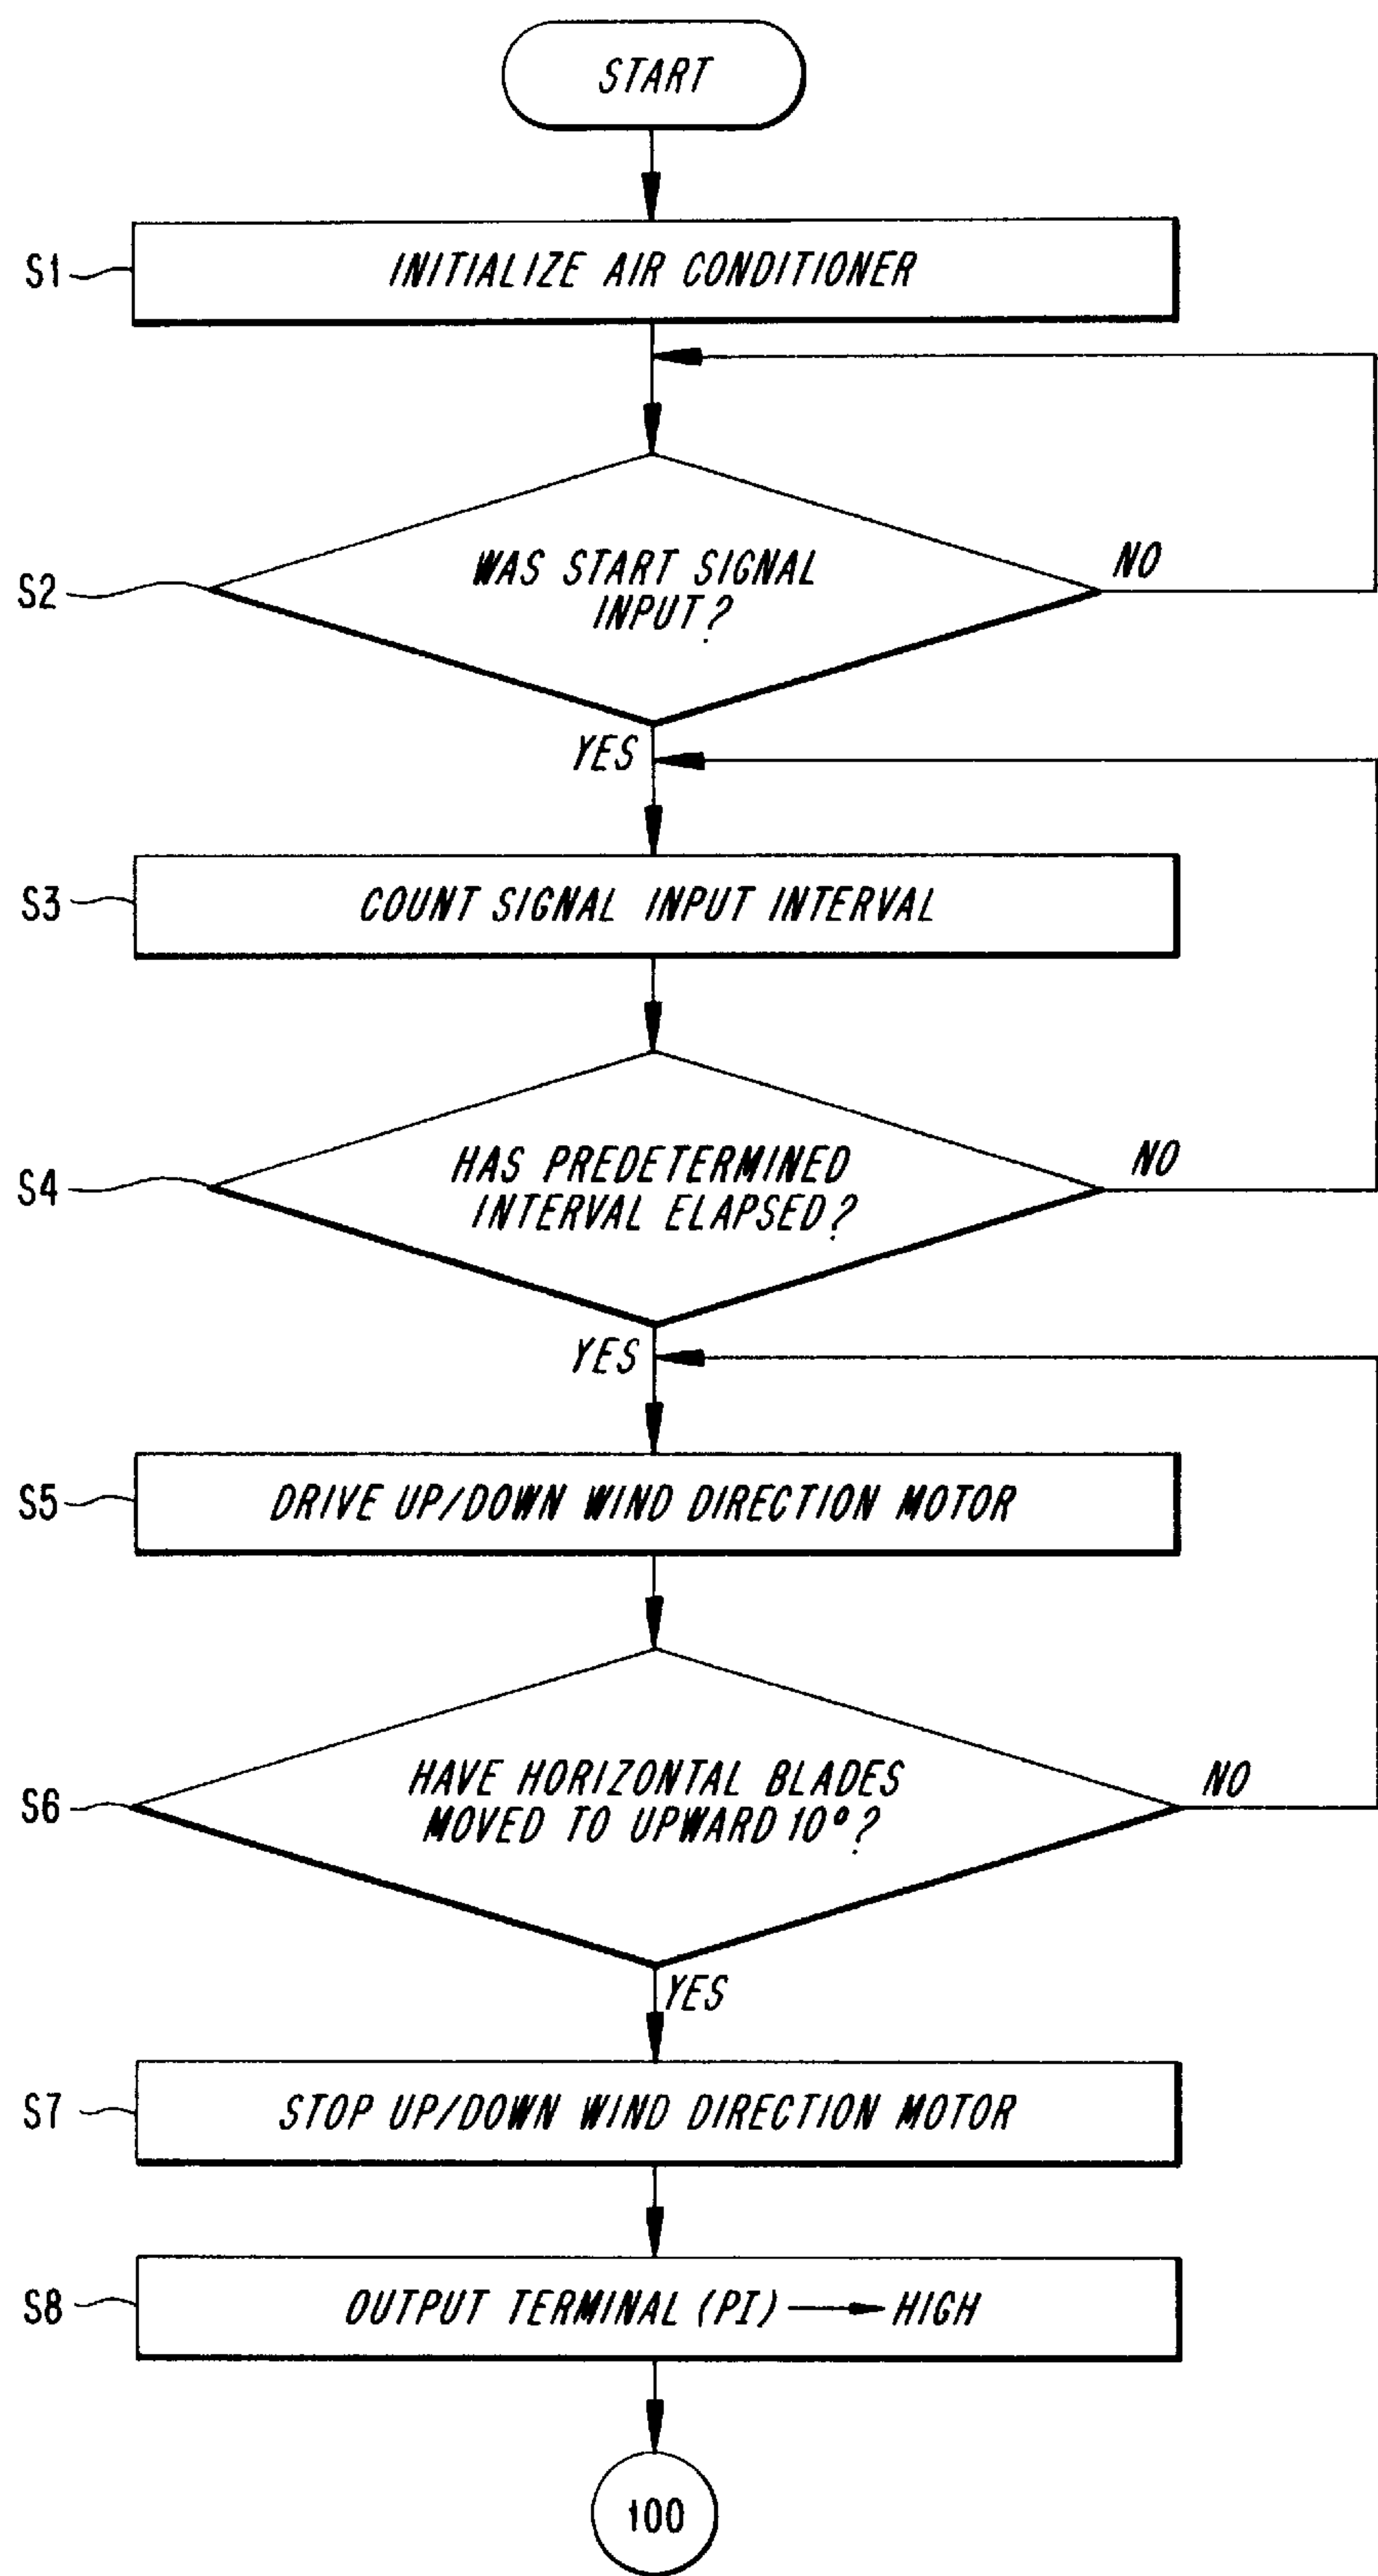 START
S1
INITIALIZE AIR CONDITIONER
S2
WAS START SIGNAL
INPUT?
NO
YES
S3
COUNT SIGNAL INPUT INTERVAL
S4
HAS PREDETERMINED
INTERVAL ELAPSED?
NO
YES
S5
DRIVE UP/DOWN WIND DIRECTION MOTOR
S6
HAVE HORIZONTAL BLADES
MOVED TO UPWARD 10°?
NO
YES
S7
STOP UP/DOWN WIND DIRECTION MOTOR
S8
OUTPUT TERMINAL (PI) → HIGH
100